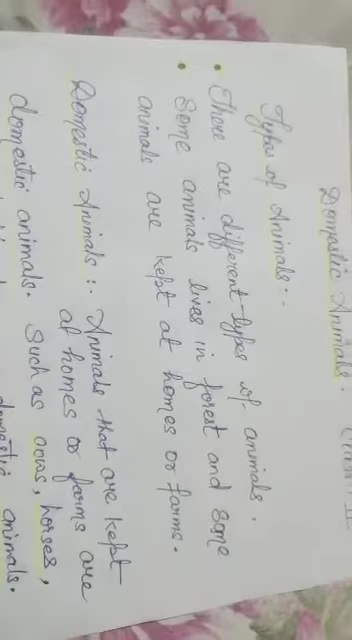 Domestic Animals.
Types of Animals:-
• There are different types of animals.
• Some animals lives in forest and some
animals are kept at homes or farms.
Domestic Animals :- Animals that are kept
at homes or farms are
domestic animals. Such as cows, horses,
domestic animals.